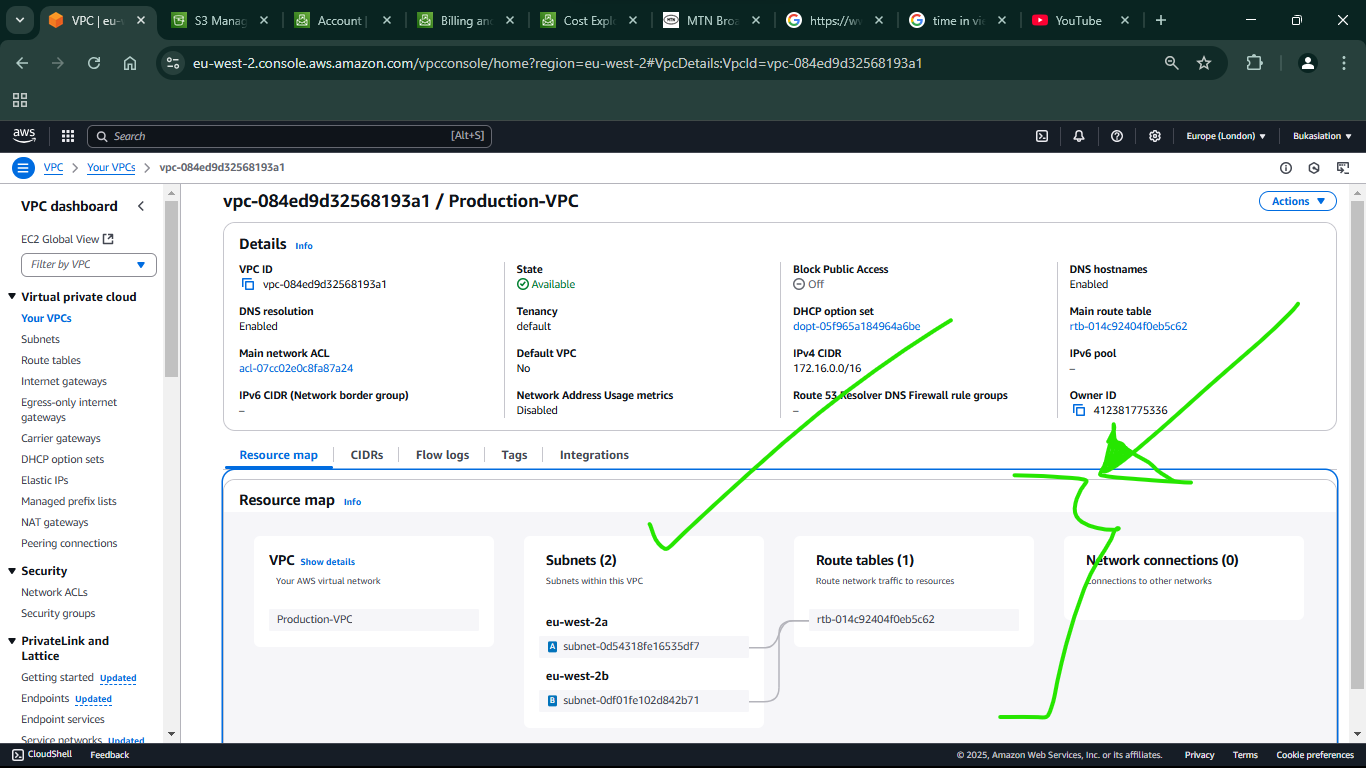 VPC | eu-v
S3 Manag
Account |
Billing an
Cost Explo
MTN Broa
https://ww
time in vie
YouTube
eu-west-2.console.aws.amazon.com/vpcconsole/home?region=eu-west-2#VpcDetails:VpcId=vpc-084ed9d32568193a1
aws
Search
[Alt+S]
Europe (London)
Bukasiation
VPC
Your VPCs
vpc-084ed9d32568193a1
VPC dashboard
EC2 Global View
Filter by VPC
Virtual private cloud
Your VPCs
Subnets
Route tables
Internet gateways
Egress-only internet
gateways
Carrier gateways
DHCP option sets
Elastic IPs
Managed prefix lists
NAT gateways
Peering connections
Security
Network ACLs
Security groups
PrivateLink and
Lattice
Getting started Updated
Endpoints Updated
Endpoint services
Service networks Updated
vpc-084ed9d32568193a1 / Production-VPC
Actions
Details Info
VPC ID
vpc-084ed9d32568193a1
State
Available
Block Public Access
Off
DNS hostnames
Enabled
DNS resolution
Enabled
Tenancy
default
DHCP option set
dopt-05f965a184964a6be
Main route table
rtb-014c92404f0eb5c62
Main network ACL
acl-07cc02e0c8fa87a24
Default VPC
No
IPv4 CIDR
172.16.0.0/16
IPv6 pool
–
IPv6 CIDR (Network border group)
–
Network Address Usage metrics
Disabled
Route 53 Resolver DNS Firewall rule groups
–
Owner ID
412381775336
Resource map
CIDRs
Flow logs
Tags
Integrations
Resource map Info
VPC Show details
Your AWS virtual network
Production-VPC
Subnets (2)
Subnets within this VPC
eu-west-2a
A subnet-0d54318fe16535df7
eu-west-2b
B subnet-0df01fe102d842b71
Route tables (1)
Route network traffic to resources
rtb-014c92404f0eb5c62
Network connections (0)
Connections to other networks
CloudShell
Feedback
© 2025, Amazon Web Services, Inc. or its affiliates.
Privacy
Terms
Cookie preferences